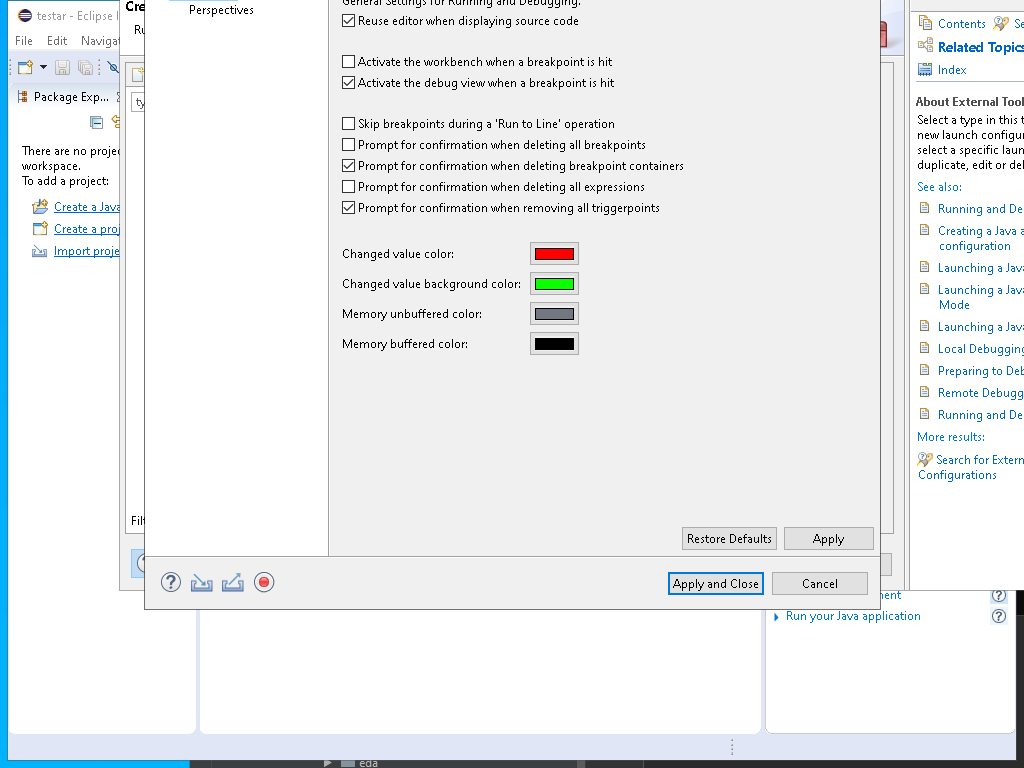 testar - Eclipse I
File Edit Navigat
Package Exp...
There are no proje
workspace.
To add a project:
Create a Java
Create a proj
Import proje
Cre
Ru
ty
Filt
Perspectives
General Settings for Running and Debugging.
Reuse editor when displaying source code
Activate the workbench when a breakpoint is hit
Activate the debug view when a breakpoint is hit
Skip breakpoints during a 'Run to Line' operation
Prompt for confirmation when deleting all breakpoints
Prompt for confirmation when deleting breakpoint containers
Prompt for confirmation when deleting all expressions
Prompt for confirmation when removing all triggerpoints
Changed value color:
Changed value background color:
Memory unbuffered color:
Memory buffered color:
Restore Defaults Apply
Apply and Close Cancel
Contents Se
Related Topics
Index
About External Tool
Select a type in this t
new launch configur
select a specific laun
duplicate, edit or del
See also:
Running and De
Creating a Java a
configuration
Launching a Java
Launching a Java
Mode
Launching a Java
Local Debugging
Preparing to Deb
Remote Debugg
Running and De
More results:
Search for Extern
Configurations
ment
Run your Java application
eda